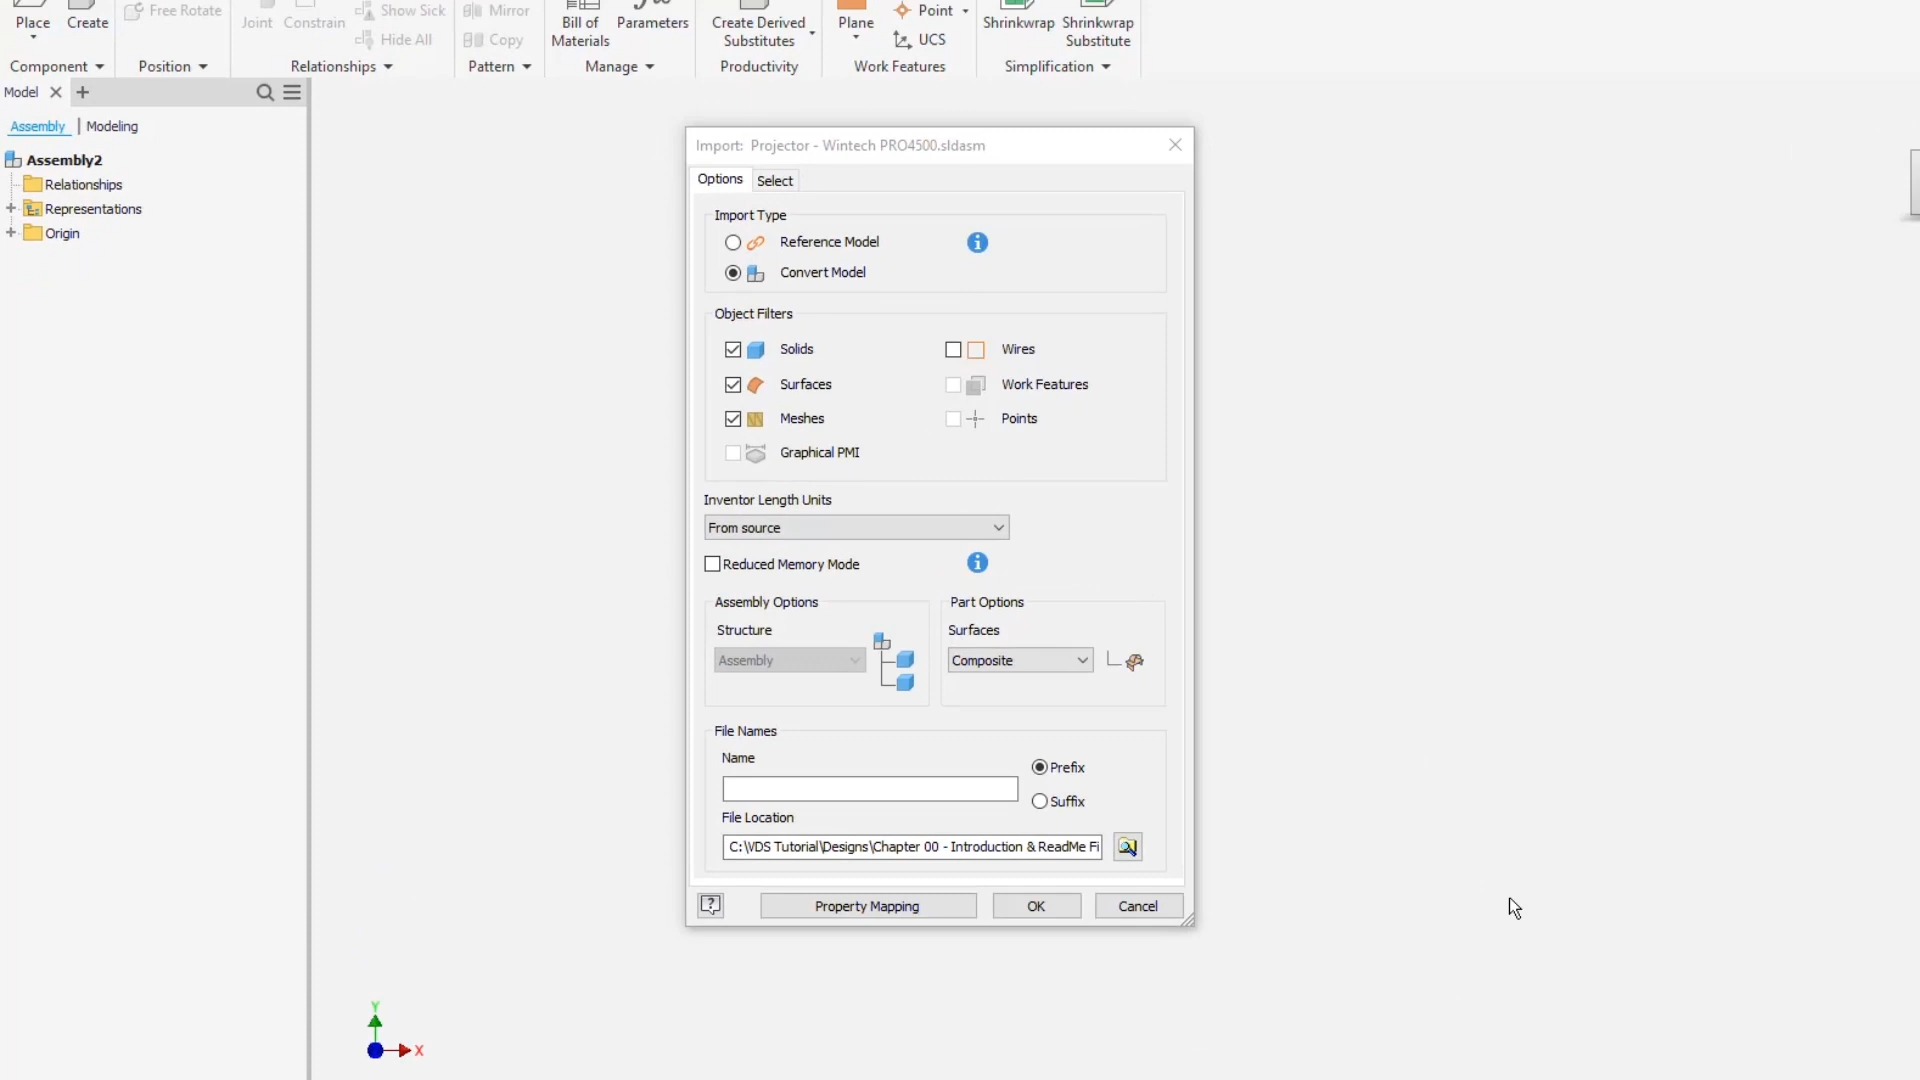 Place
Create
Component
Free Rotate
Position
Joint
Constrain
Show Sick
Hide All
Relationships
Mirror
Copy
Pattern
Bill of
Materials
Parameters
Manage
Create Derived
Substitutes
Productivity
Plane
Point
UCS
Work Features
Shrinkwrap
Shrinkwrap
Substitute
Simplification
Model
Assembly | Modeling
Assembly2
Relationships
Representations
Origin
Import: Projector - Wintech PRO4500.sldasm
Options
Select
Import Type
Reference Model
Convert Model
Object Filters
Solids
Wires
Surfaces
Work Features
Meshes
Points
Graphical PMI
Inventor Length Units
From source
Reduced Memory Mode
Assembly Options
Part Options
Structure
Surfaces
Assembly
Composite
File Names
Name
Prefix
Suffix
File Location
C:\VDS Tutorial\Designs\Chapter 00 - Introduction & ReadMe Fi
Property Mapping
OK
Cancel
Y
X